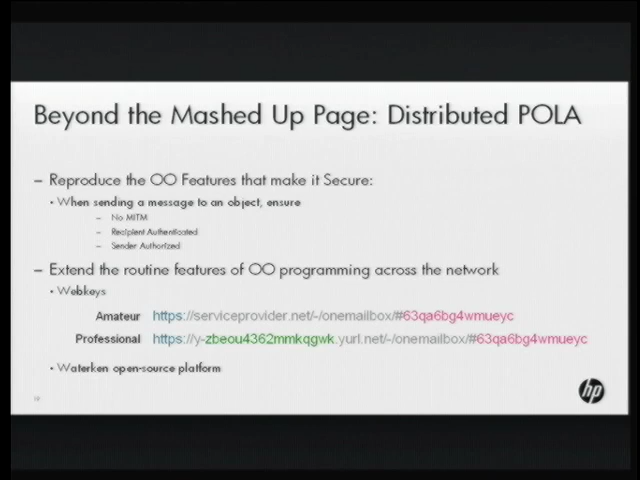 Beyond the Mashed Up Page: Distributed POLA
– Reproduce the OO Features that make it Secure:
• When sending a message to an object, ensure
– No MITM
– Recipient Authenticated
– Sender Authorized
– Extend the routine features of OO programming across the network
• Webkeys
Amateur https://serviceprovider.net/-/onemailbox/#63qa6bg4wmueyc
Professional https://y-zbeou4362mmkqgwk.yurl.net/-/onemailbox/#63qa6bg4wmueyc
• Waterken open-source platform
hp